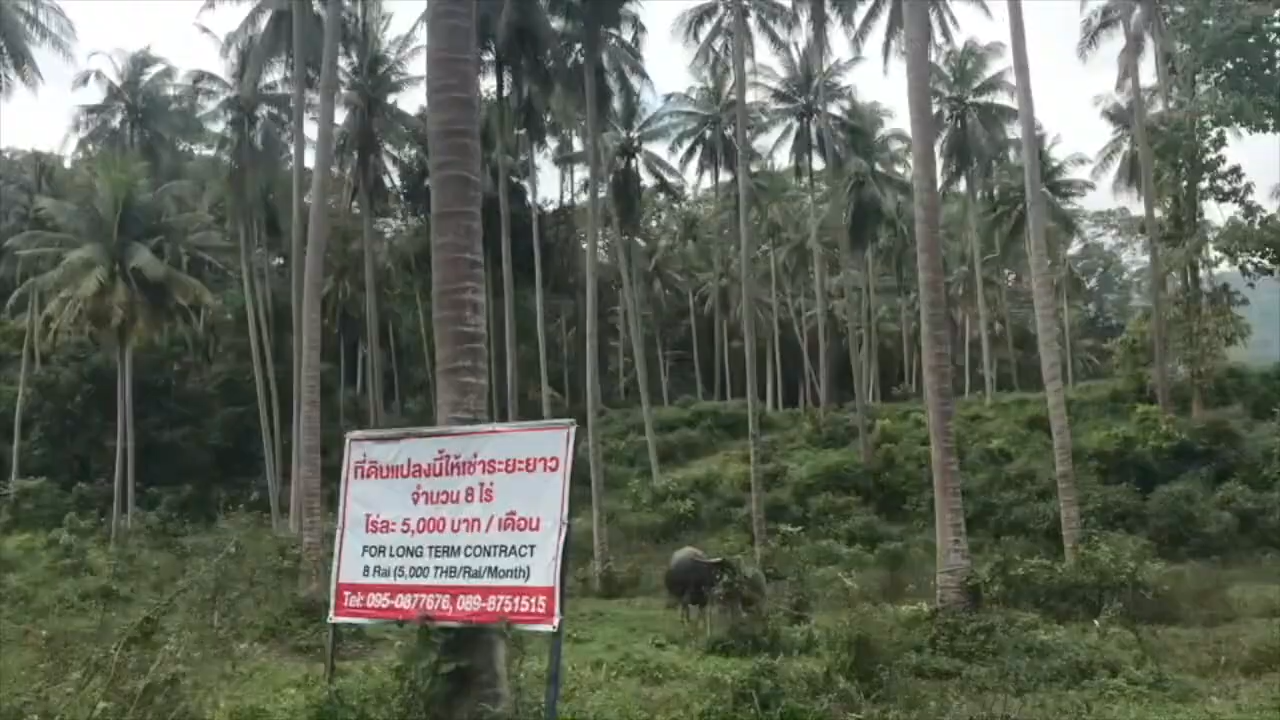 ที่ดินแปลงนี้ให้เช่าระยะยาว
จำนวน 8 ไร่
ไร่ละ 5,000 บาท / เดือน
FOR LONG TERM CONTRACT
8 Rai (5,000 THB/Rai/Month)
Tel: 095-0877676, 089-8751515